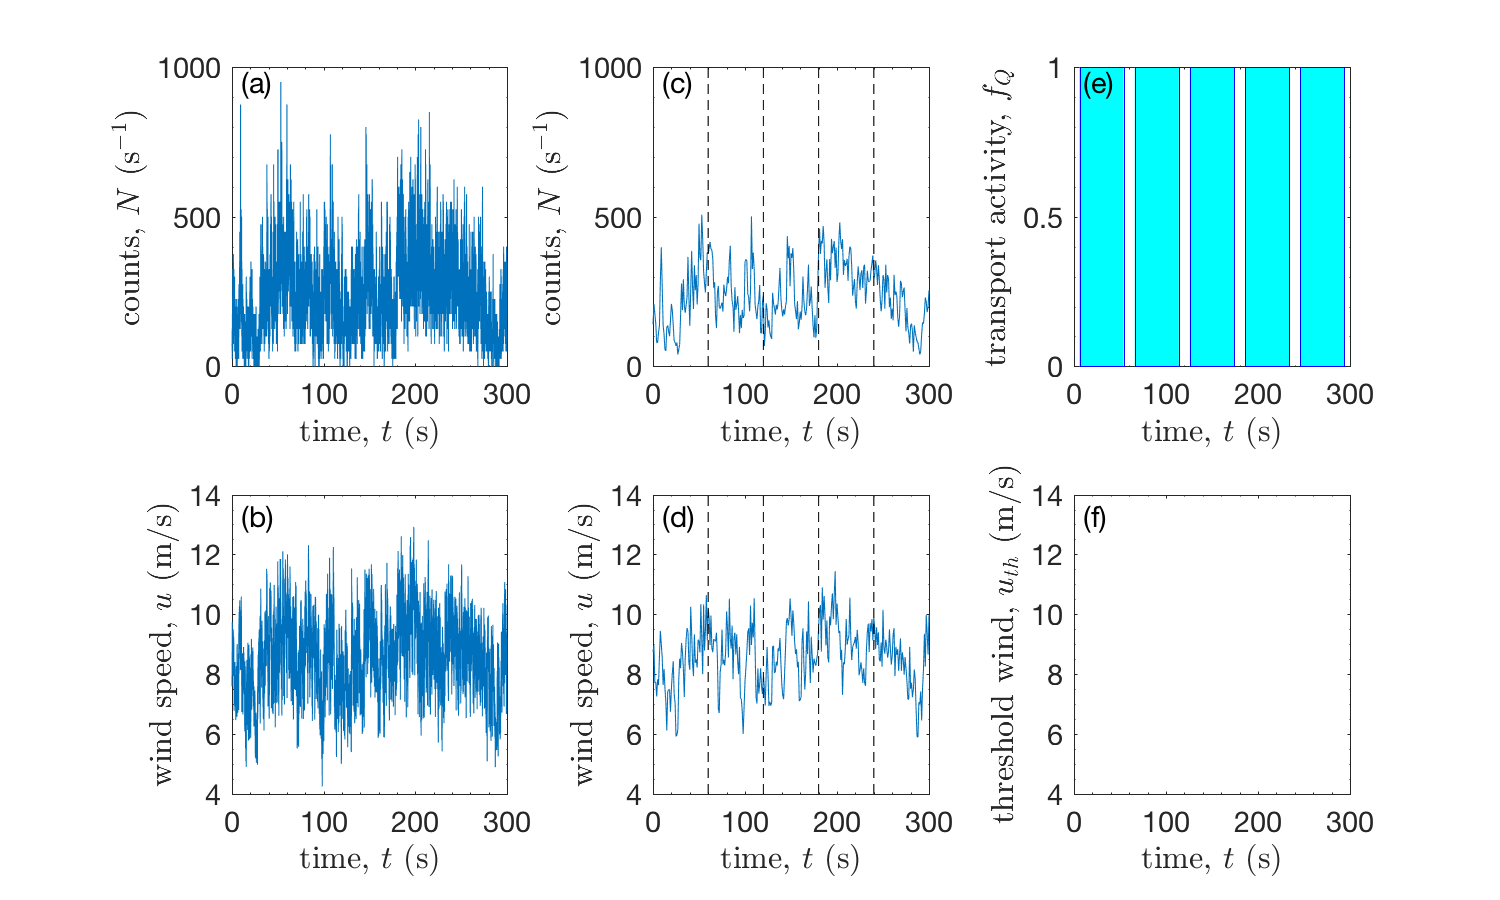 (a)
1000
500
0
counts, N (s⁻¹)
0 100 200 300
time, t (s)
(c)
1000
500
0
counts, N (s⁻¹)
0 100 200 300
time, t (s)
(e)
1
0.5
0
transport activity, f_Q
0 100 200 300
time, t (s)
(b)
14
12
10
8
6
4
wind speed, u (m/s)
0 100 200 300
time, t (s)
(d)
14
12
10
8
6
4
wind speed, u (m/s)
0 100 200 300
time, t (s)
(f)
14
12
10
8
6
4
threshold wind, u_th (m/s)
0 100 200 300
time, t (s)